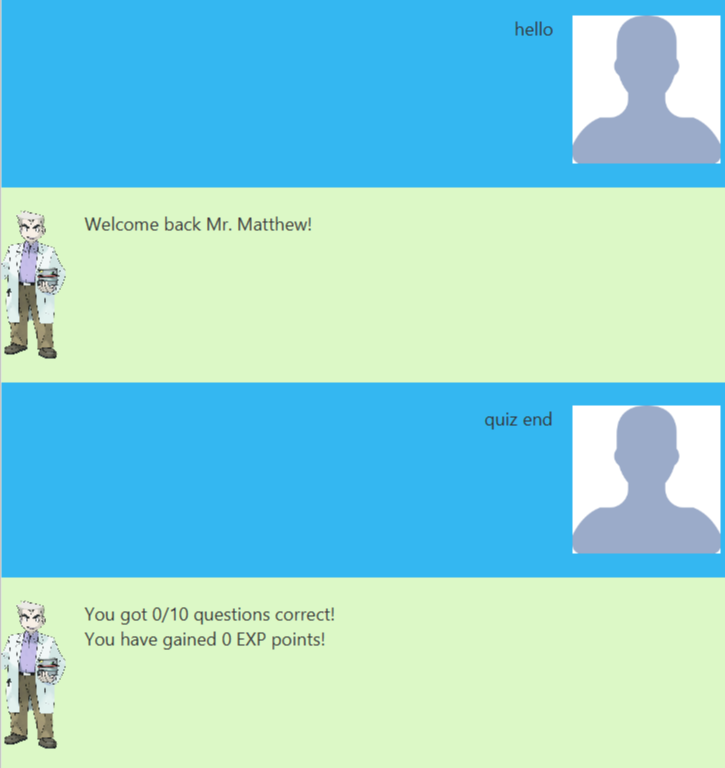 hello
Welcome back Mr. Matthew!
quiz end
You got 0/10 questions correct!
You have gained 0 EXP points!